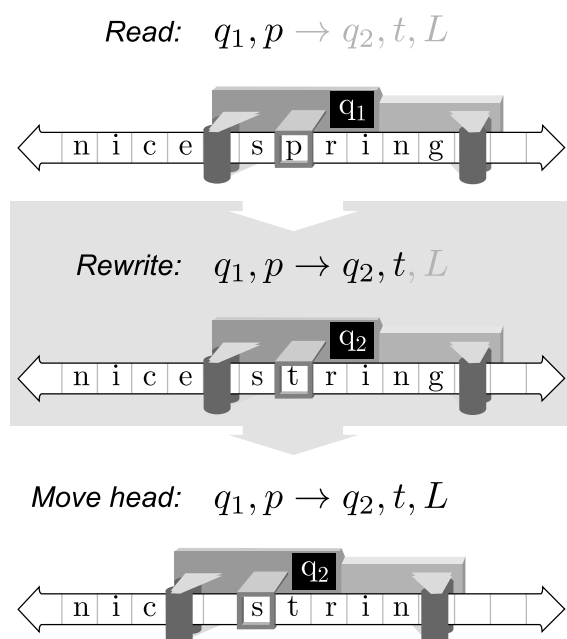 Read: q₁, p → q₂, t, L
q₁
n i c e s p r i n g
Rewrite: q₁, p → q₂, t, L
q₂
n i c e s t r i n g
Move head: q₁, p → q₂, t, L
q₂
n i c s t r i n